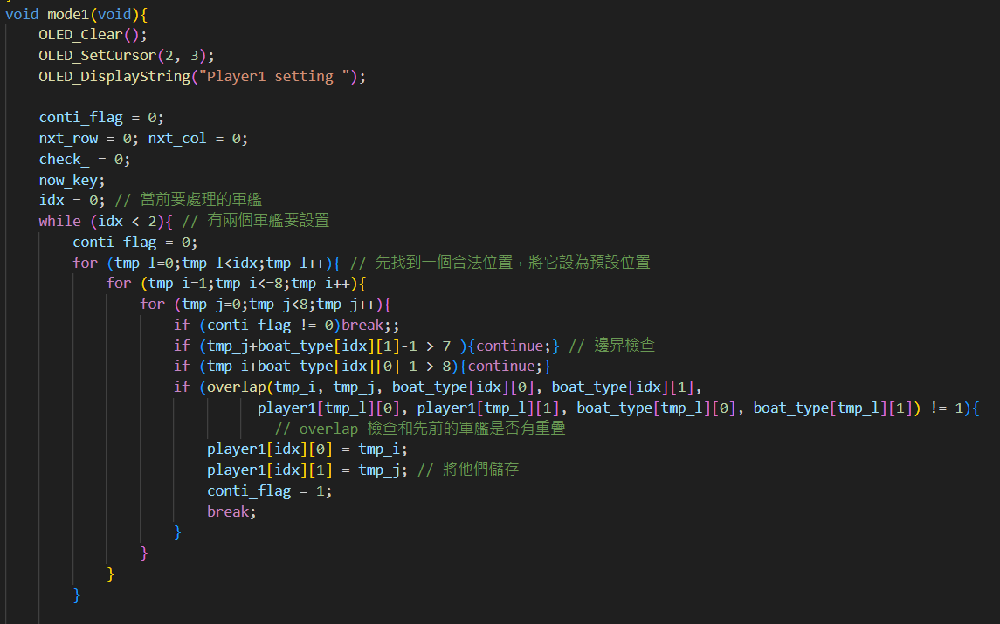 void mode1(void){
OLED_Clear();
OLED_SetCursor(2, 3);
OLED_DisplayString("Player1 setting ");
conti_flag = 0;
nxt_row = 0; nxt_col = 0;
check_ = 0;
now_key;
idx = 0; // 當前要處理的軍艦
while (idx < 2){ // 有兩個軍艦要設置
conti_flag = 0;
for (tmp_l=0;tmp_l<idx;tmp_l++){ // 先找到一個合法位置，將它設為預設位置
for (tmp_i=1;tmp_i<=8;tmp_i++){
for (tmp_j=0;tmp_j<8;tmp_j++){
if (conti_flag != 0)break;;
if (tmp_j+boat_type[idx][1]-1 > 7 ){continue;} // 邊界檢查
if (tmp_i+boat_type[idx][0]-1 > 8){continue;}
if (overlap(tmp_i, tmp_j, boat_type[idx][0], boat_type[idx][1],
player1[tmp_l][0], player1[tmp_l][1], boat_type[tmp_l][0], boat_type[tmp_l][1]) != 1){
// overlap 檢查和先前的軍艦是否有重疊
player1[idx][0] = tmp_i;
player1[idx][1] = tmp_j; // 將他們儲存
conti_flag = 1;
break;
}
}
}
}